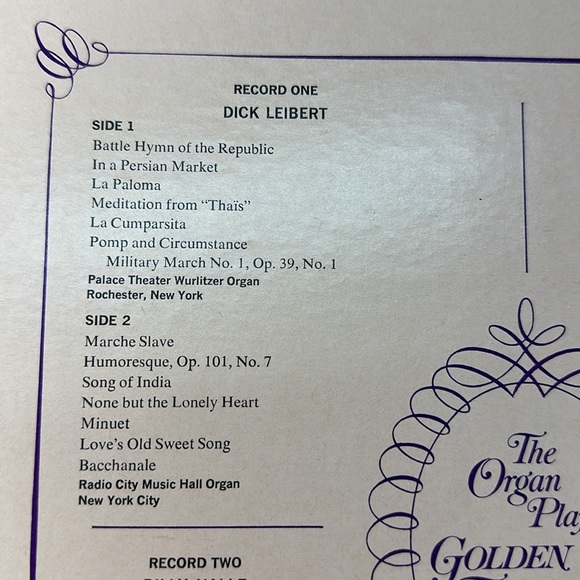 RECORD ONE
DICK LEIBERT
SIDE 1
Battle Hymn of the Republic
In a Persian Market
La Paloma
Meditation from “Thaïs”
La Cumparsita
Pomp and Circumstance
Military March No. 1, Op. 39, No. 1
Palace Theater Wurlitzer Organ
Rochester, New York
SIDE 2
Marche Slave
Humoresque, Op. 101, No. 7
Song of India
None but the Lonely Heart
Minuet
Love's Old Sweet Song
Bacchanale
Radio City Music Hall Organ
New York City
RECORD TWO
The
Organ
GOLDEN